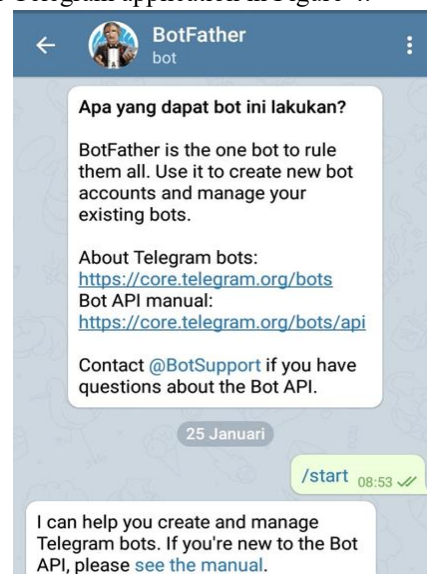 Telegram application in Figure 4.
BotFather
bot
Apa yang dapat bot ini lakukan?
BotFather is the one bot to rule
them all. Use it to create new bot
accounts and manage your
existing bots.
About Telegram bots:
https://core.telegram.org/bots
Bot API manual:
https://core.telegram.org/bots/api
Contact @BotSupport if you have
questions about the Bot API.
25 Januari
/start 08:53
I can help you create and manage
Telegram bots. If you're new to the Bot
API, please see the manual.